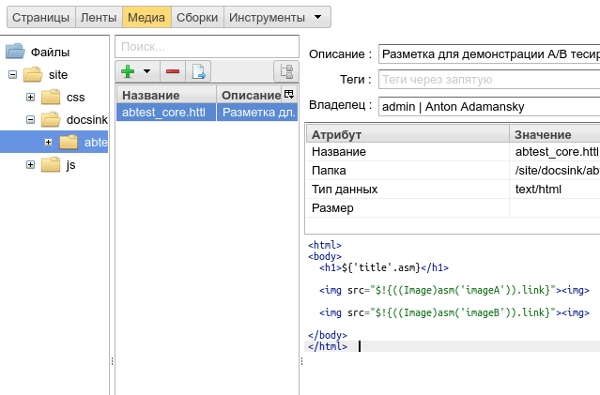 Страницы Ленты Медиа Сборки Инструменты
Файлы
site
css
docsink
abte
js
Поиск...
Название Описание
abtest_core.httl Разметка дл.
Описание : Разметка для демонстрации A/B тесир
Теги : Теги через запятую
Владелец : admin | Anton Adamansky
Атрибут Значение
Название abtest_core.httl
Папка /site/docsink/ab
Тип данных text/html
Размер
<html>
<body>
<h1>${'title'.asm}</h1>
<img src="$!{((Image)asm('imageA')).link}"><img>
<img src="$!{((Image)asm('imageB')).link}"><img>
</body>
</html>